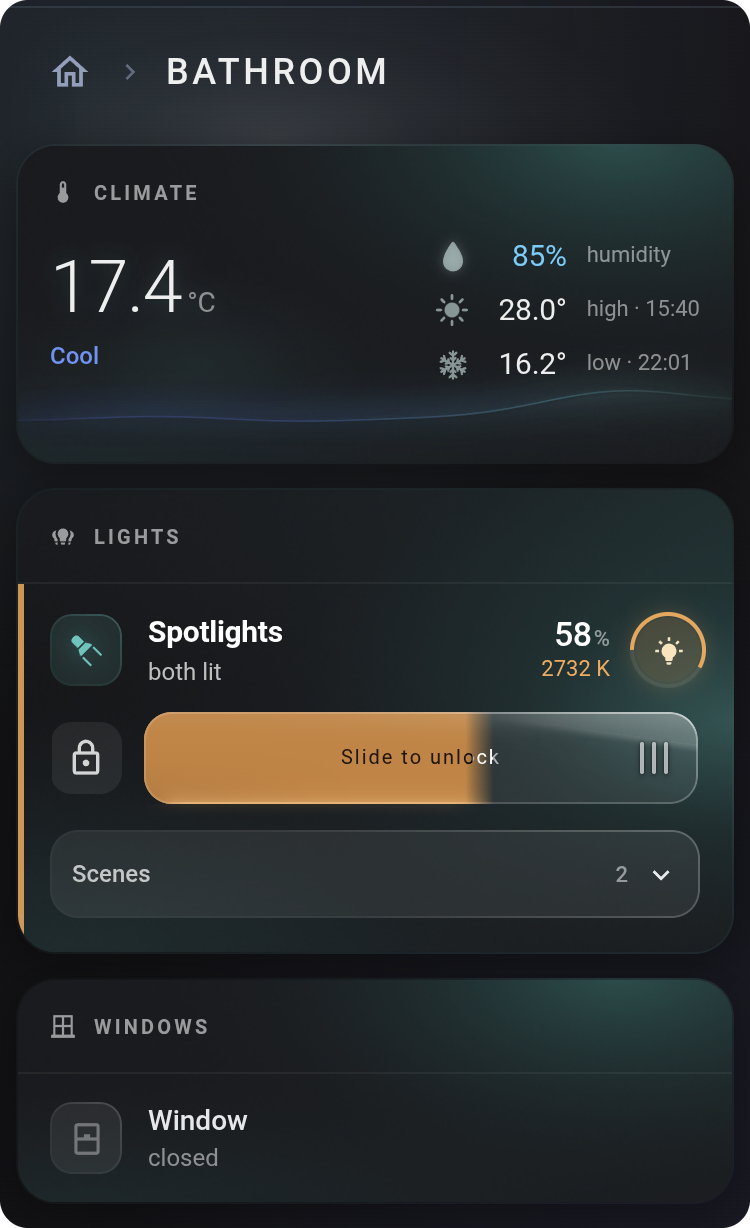 BATHROOM
CLIMATE
17.4 °C
Cool
85% humidity
28.0° high · 15:40
16.2° low · 22:01
LIGHTS
Spotlights
both lit
58%
2732 K
Slide to unlock
Scenes 2
WINDOWS
Window
closed